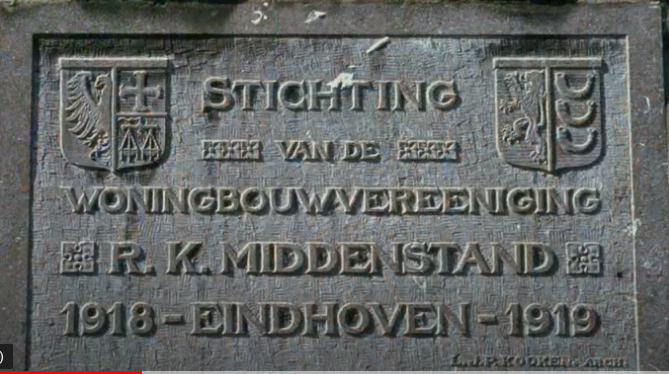 STICHTING
VAN DE
WONINGBOUWVEREENIGING
R. K. MIDDENSTAND
1918 - EINDHOVEN - 1919
L. J. P. KOOKEN. ARCH.